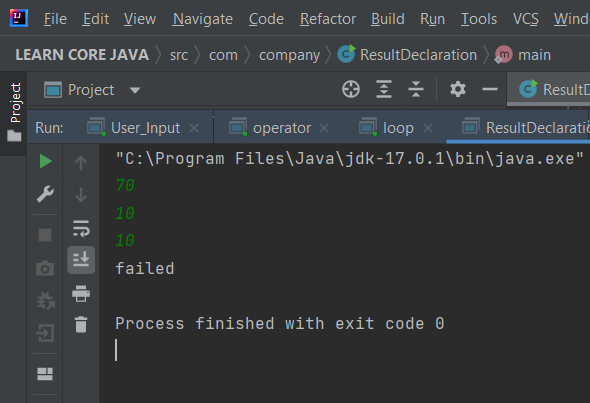 IJ File Edit View Navigate Code Refactor Build Run Tools VCS
LEARN CORE JAVA src com company C ResultDeclaration m main
Project
Project C
Run: User_Input operator loop
"C:\Program Files\Java\jdk-17.0.1\bin\java.exe"
70
10
10
failed
Process finished with exit code 0